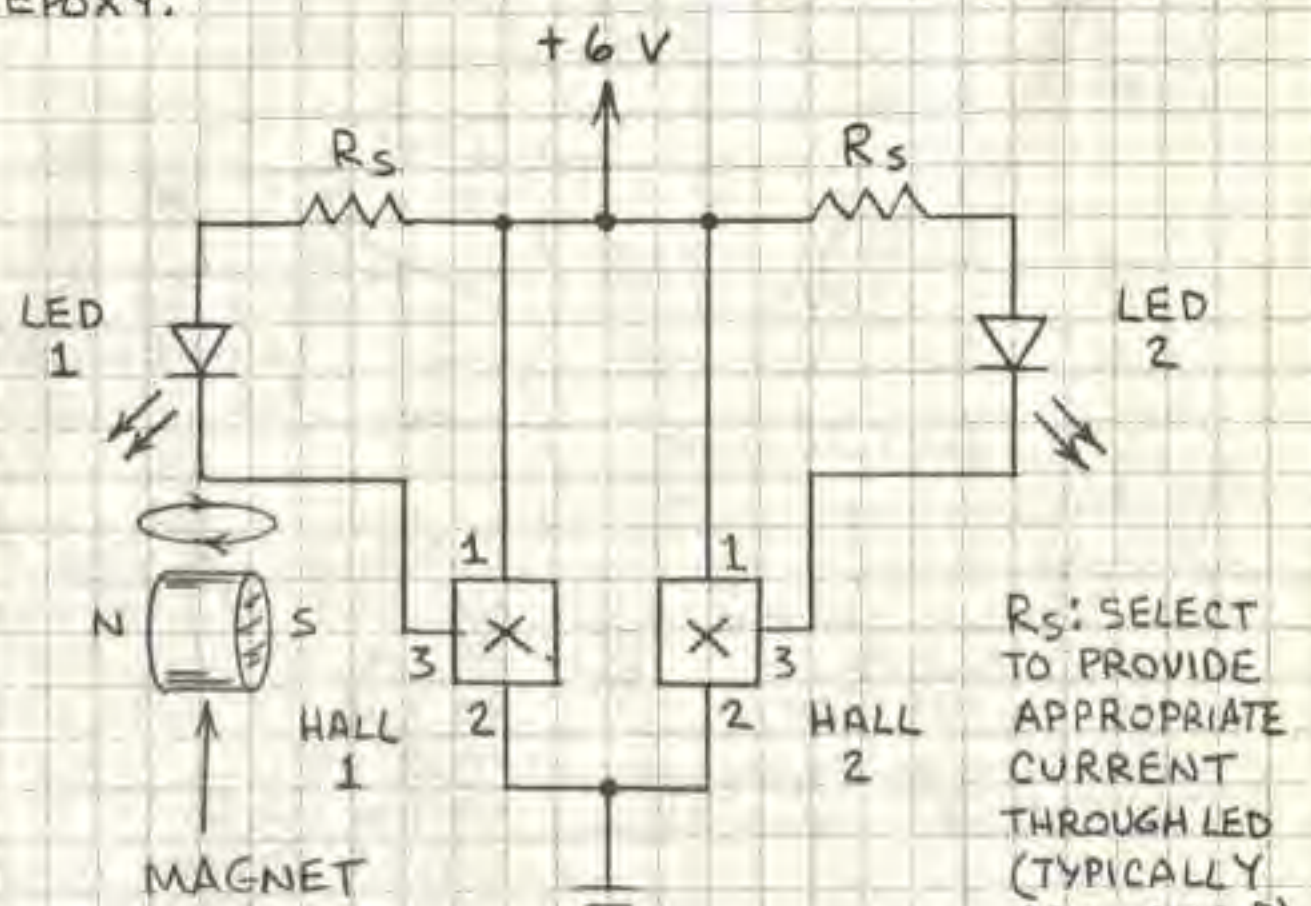 EPOXY.
+6 V
Rs
Rs
LED
1
LED
2
1
1
N
S
3
3
2
2
HALL
1
HALL
2
MAGNET
Rs: SELECT
TO PROVIDE
APPROPRIATE
CURRENT
THROUGH LED
(TYPICALLY